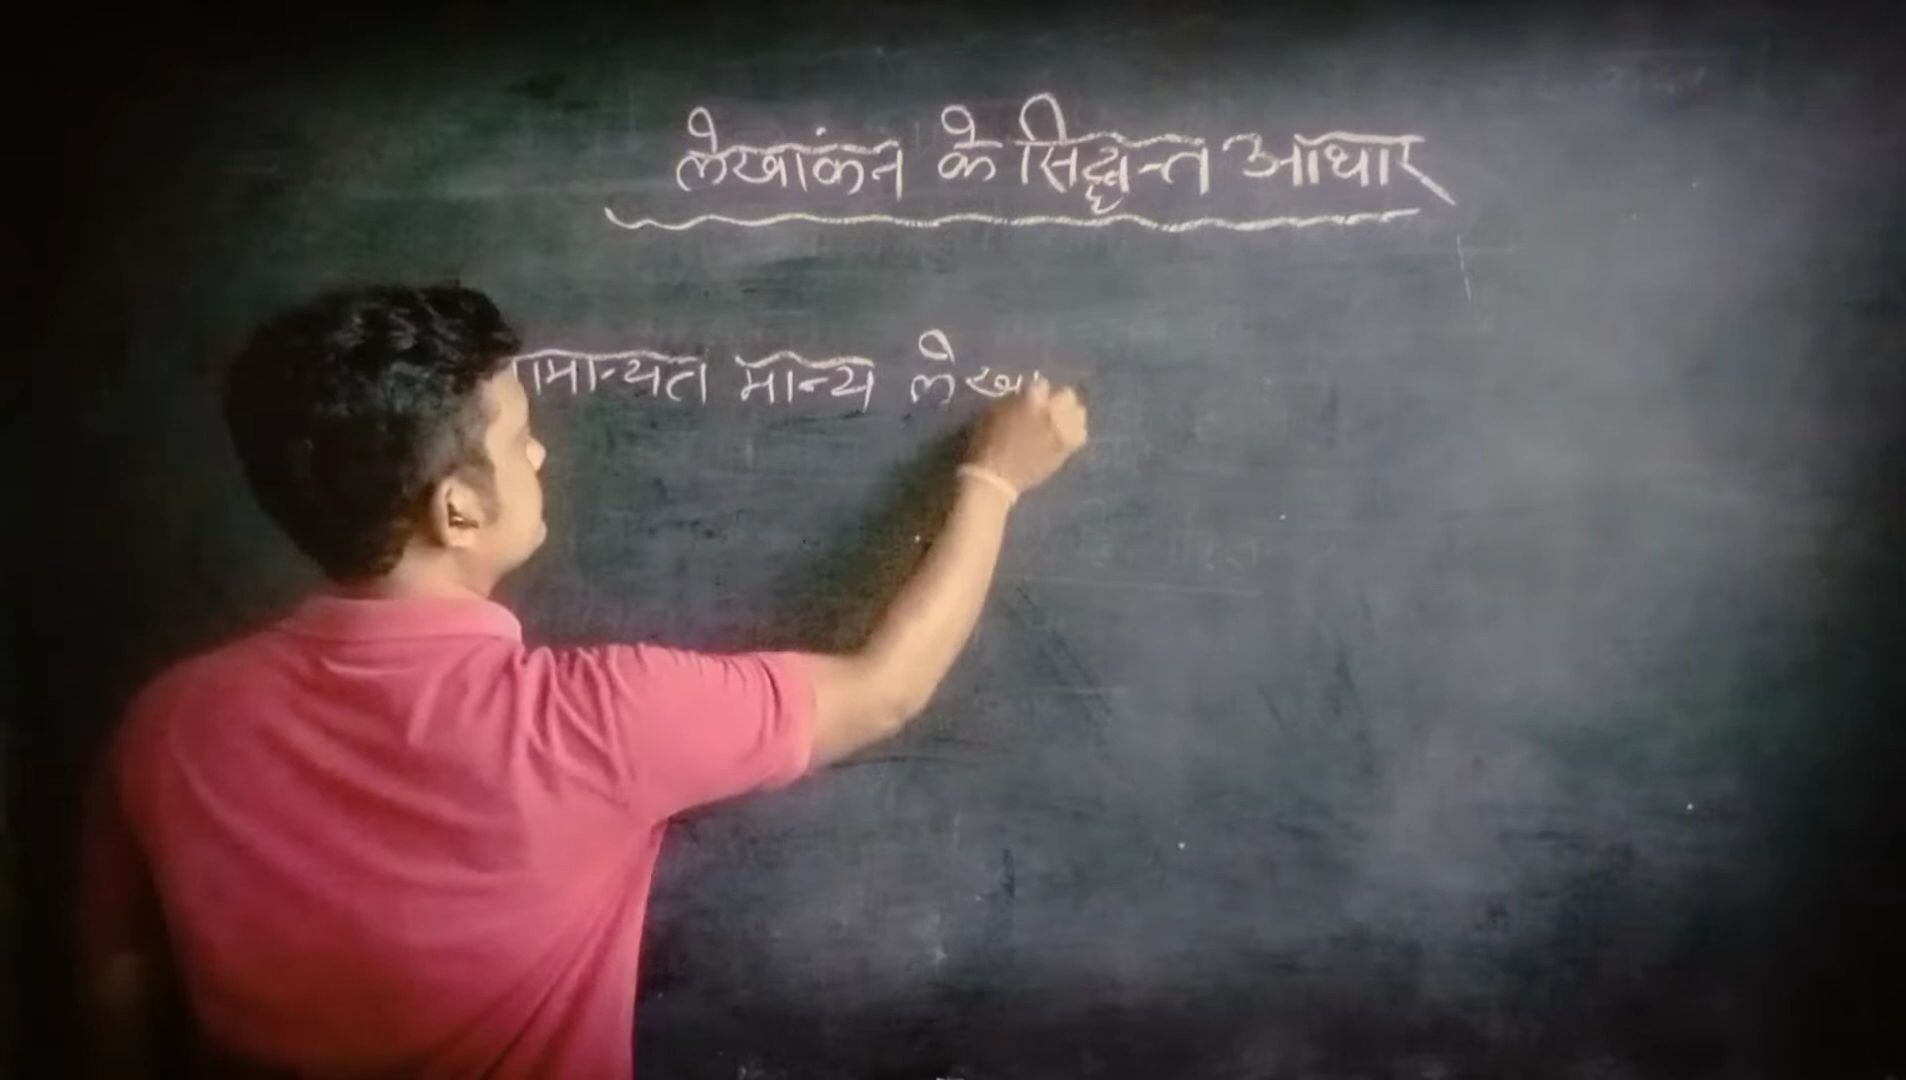 लेखांकन के सिद्धान्त आधार
मान्यत मान्य लेखा